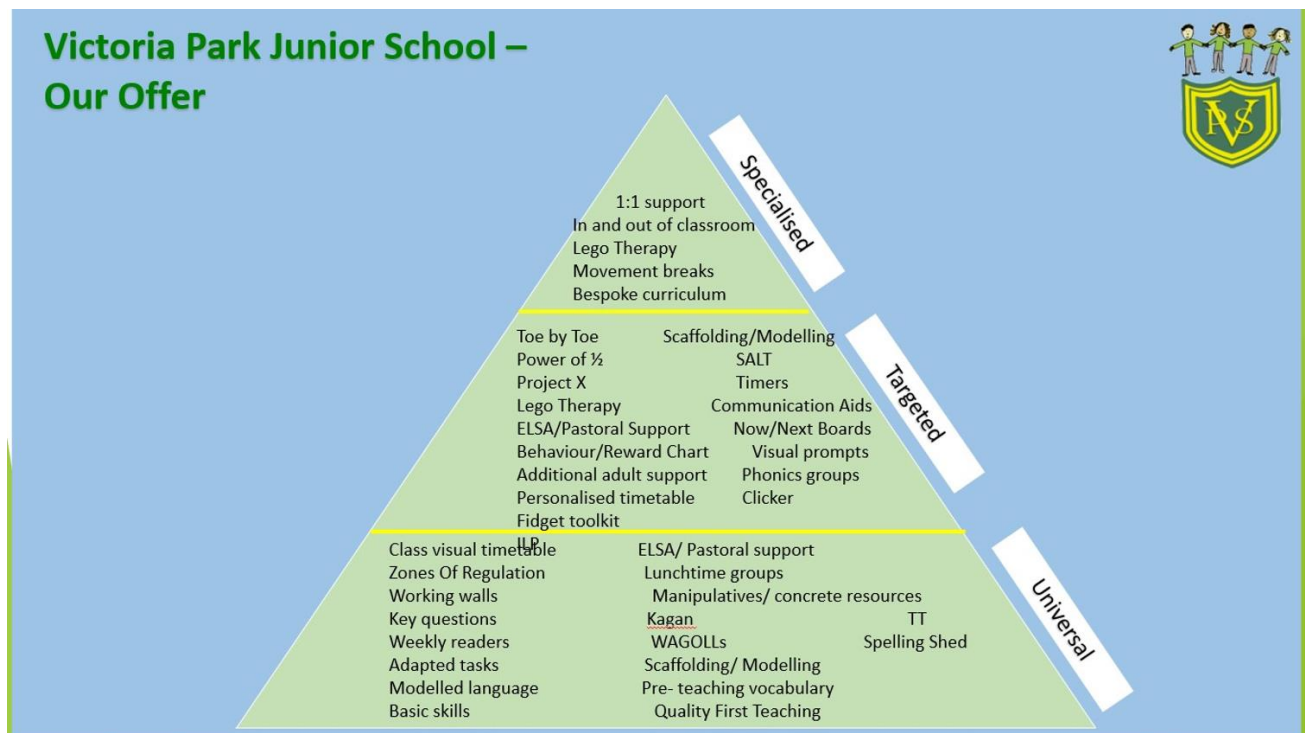 Victoria Park Junior School –
Our Offer
VPJS
Specialised
1:1 support
In and out of classroom
Lego Therapy
Movement breaks
Bespoke curriculum
Targeted
Toe by Toe Scaffolding/Modelling
Power of ½ SALT
Project X Timers
Lego Therapy Communication Aids
ELSA/Pastoral Support Now/Next Boards
Behaviour/Reward Chart Visual prompts
Additional adult support Phonics groups
Personalised timetable Clicker
Fidget toolkit
ILP
Universal
Class visual timetable ELSA/ Pastoral support
Zones Of Regulation Lunchtime groups
Working walls Manipulatives/ concrete resources
Key questions Kagan TT
Weekly readers WAGOLLs Spelling Shed
Adapted tasks Scaffolding/ Modelling
Modelled language Pre- teaching vocabulary
Basic skills Quality First Teaching